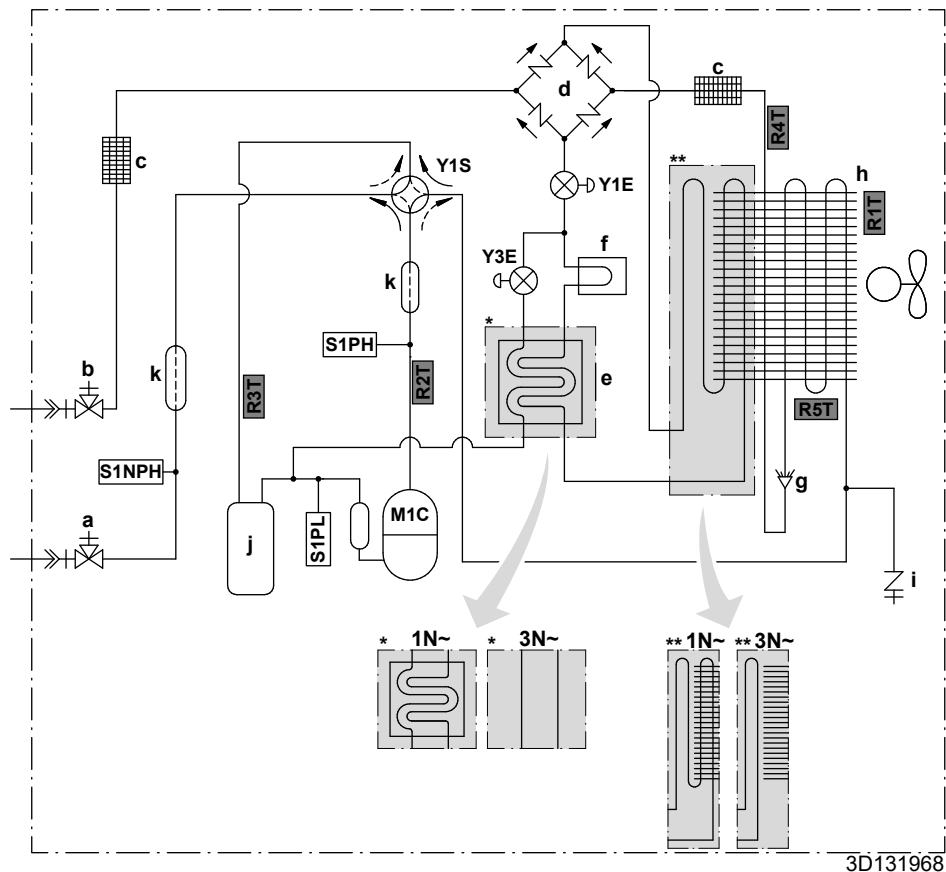 c
d
c
R4T
Y1S
**
h
Y1E
R1T
k
Y3E
f
*
S1PH
e
b
k
R3T
R2T
R5T
S1NPH
g
a
j
S1PL
M1C
i
* 1N~
* 3N~
** 1N~
** 3N~
3D131968